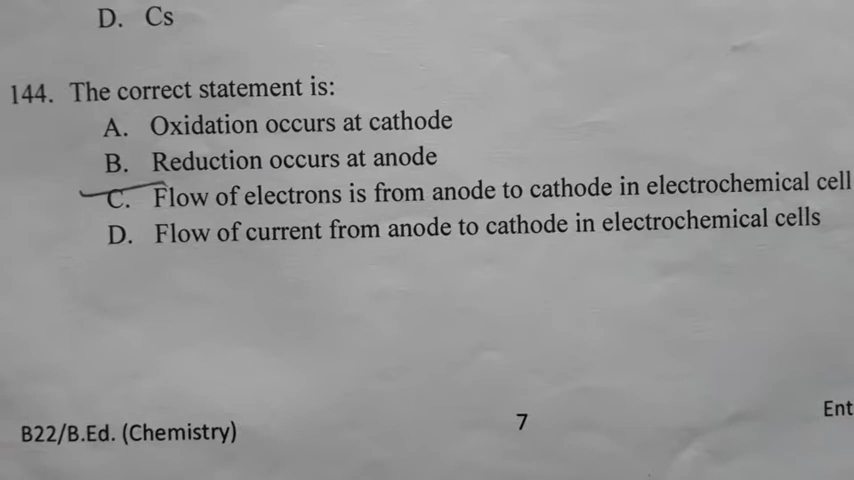 D. Cs
144. The correct statement is:
A. Oxidation occurs at cathode
B. Reduction occurs at anode
C. Flow of electrons is from anode to cathode in electrochemical cell
D. Flow of current from anode to cathode in electrochemical cells
B22/B.Ed. (Chemistry) 7 Ent